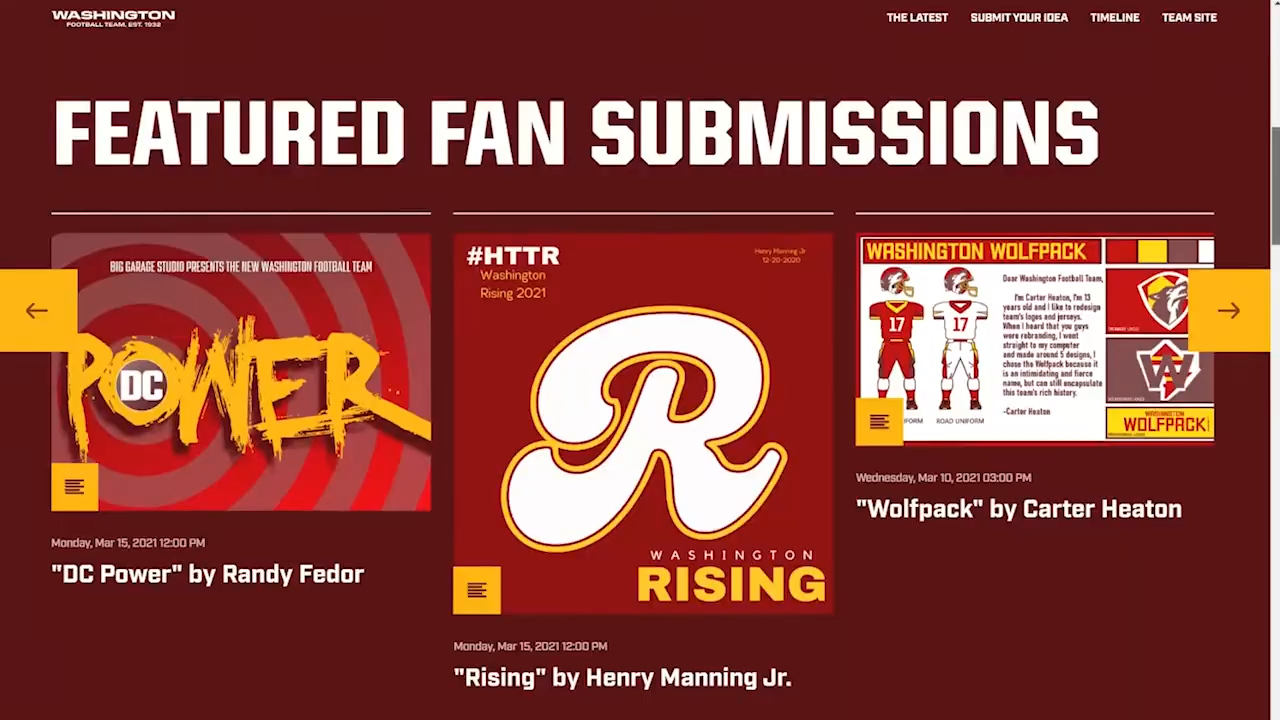 WASHINGTON
FOOTBALL TEAM, EST. 1932
THE LATEST
SUBMIT YOUR IDEA
TIMELINE
TEAM SITE
FEATURED FAN SUBMISSIONS
BIG GARAGE STUDIO PRESENTS THE NEW WASHINGTON FOOTBALL TEAM
POWER
DC
Monday, Mar 15, 2021 12:00 PM
"DC Power" by Randy Fedor
#HTTR
Washington
Rising 2021
Henry Manning Jr
12-20-2020
R
WASHINGTON
RISING
Monday, Mar 15, 2021 12:00 PM
"Rising" by Henry Manning Jr.
WASHINGTON WOLFPACK
17
17
ROAD UNIFORM
Dear Washington Football Team,
I'm Carter Heaton, I'm 13
years old and I like to redesign
team's logos and jerseys.
When I heard that you guys
were rebranding, I went
straight to my computer
and made around 5 designs, I
chose the Wolfpack because it
is an intimidating and fierce
name, but can still encapsulate
this team's rich history.
-Carter Heaton
W
WASHINGTON
WOLFPACK
Wednesday, Mar 10, 2021 03:00 PM
"Wolfpack" by Carter Heaton